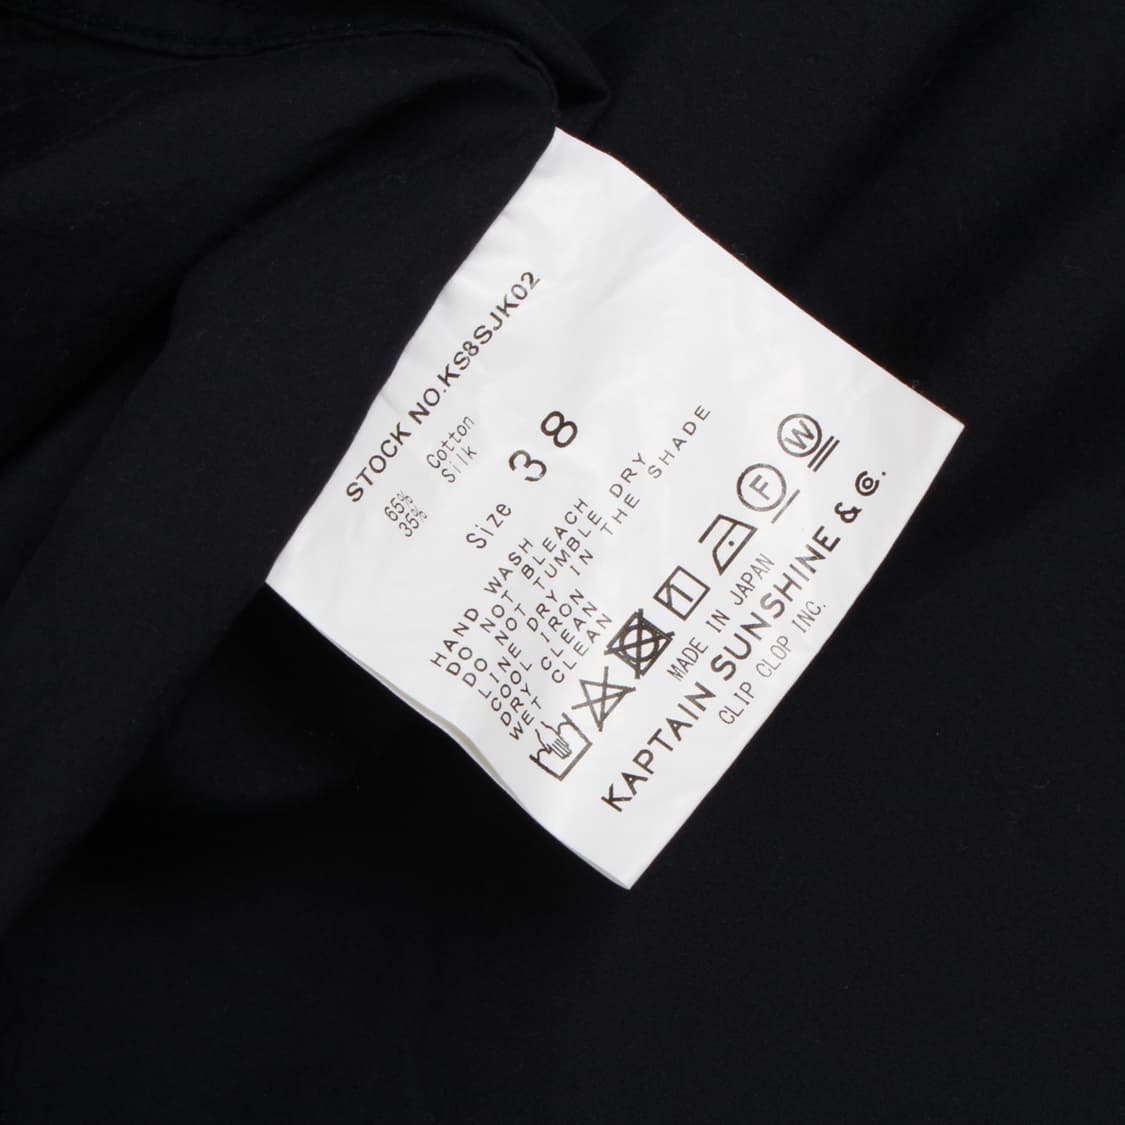 STOCK NO.KS8SJK02
65% Cotton
35% Silk
Size 38
HAND WASH
DO NOT BLEACH
DO NOT TUMBLE DRY
LINE DRY IN THE SHADE
COOL IRON
DRY CLEAN
WET CLEAN
F
W
MADE IN JAPAN
KAPTAIN SUNSHINE & Co.
CLIP CLOP INC.